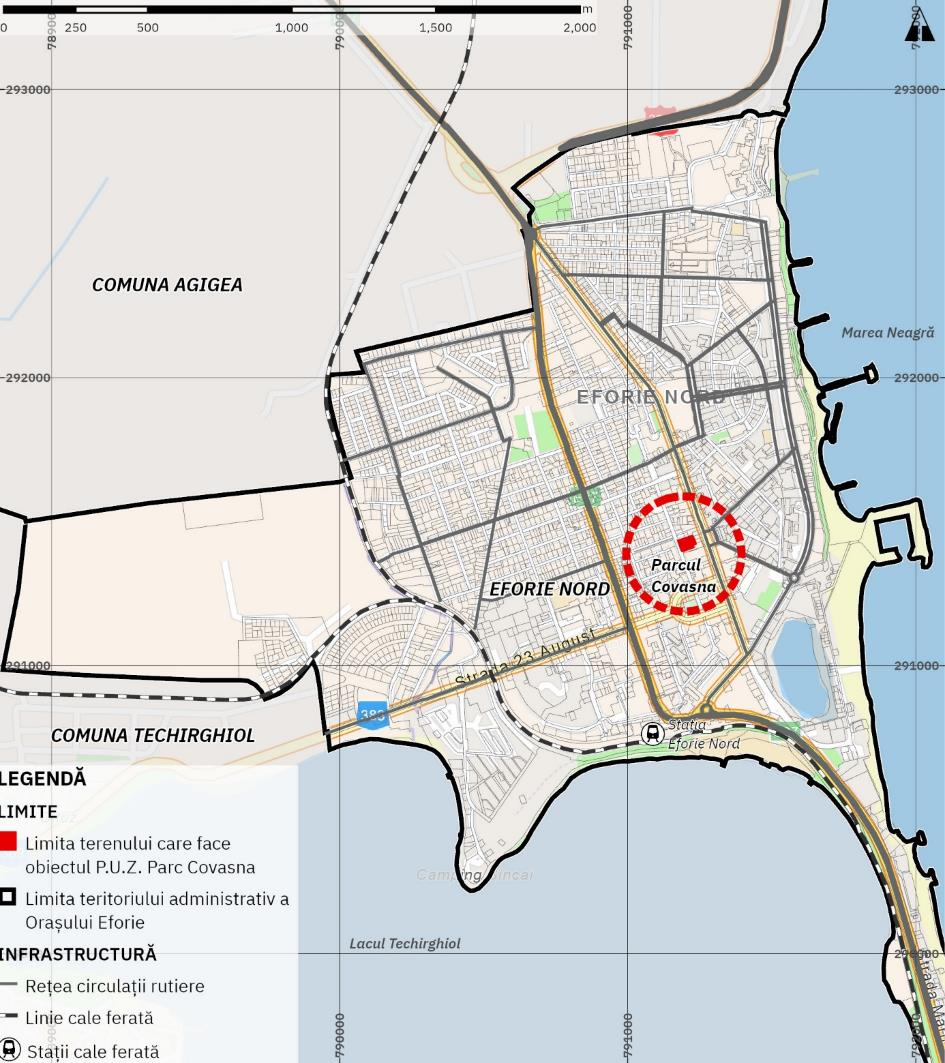 m
0
250
500
1,000
1,500
2,000
791000
293000
293000
COMUNA AGIGEA
Marea Neagră
292000
292000
EFORIE NORD
Parcul
Covasna
EFORIE NORD
Strada 23 August
291000
291000
COMUNA TECHIRGHIOL
Stația
Eforie Nord
LEGENDĂ
LIMITE
Limita terenului care face
obiectul P.U.Z. Parc Covasna
Limita teritoriului administrativ a
Orașului Eforie
Lacul Techirghiol
INFRASTRUCTURĂ
Rețea circulații rutiere
Linie cale ferată
Stații cale ferată
790000
791000